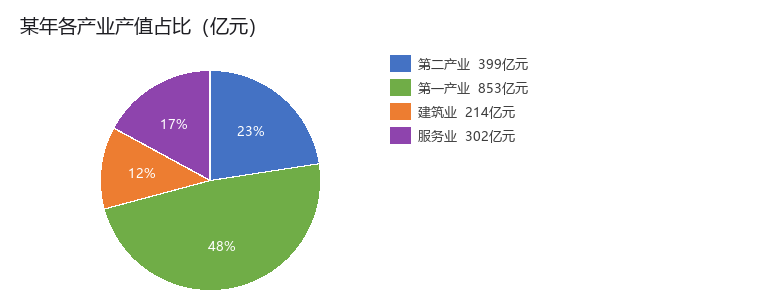 某年各产业产值占比（亿元）
第二产业 399亿元
第一产业 853亿元
建筑业 214亿元
服务业 302亿元
17%
23%
12%
48%